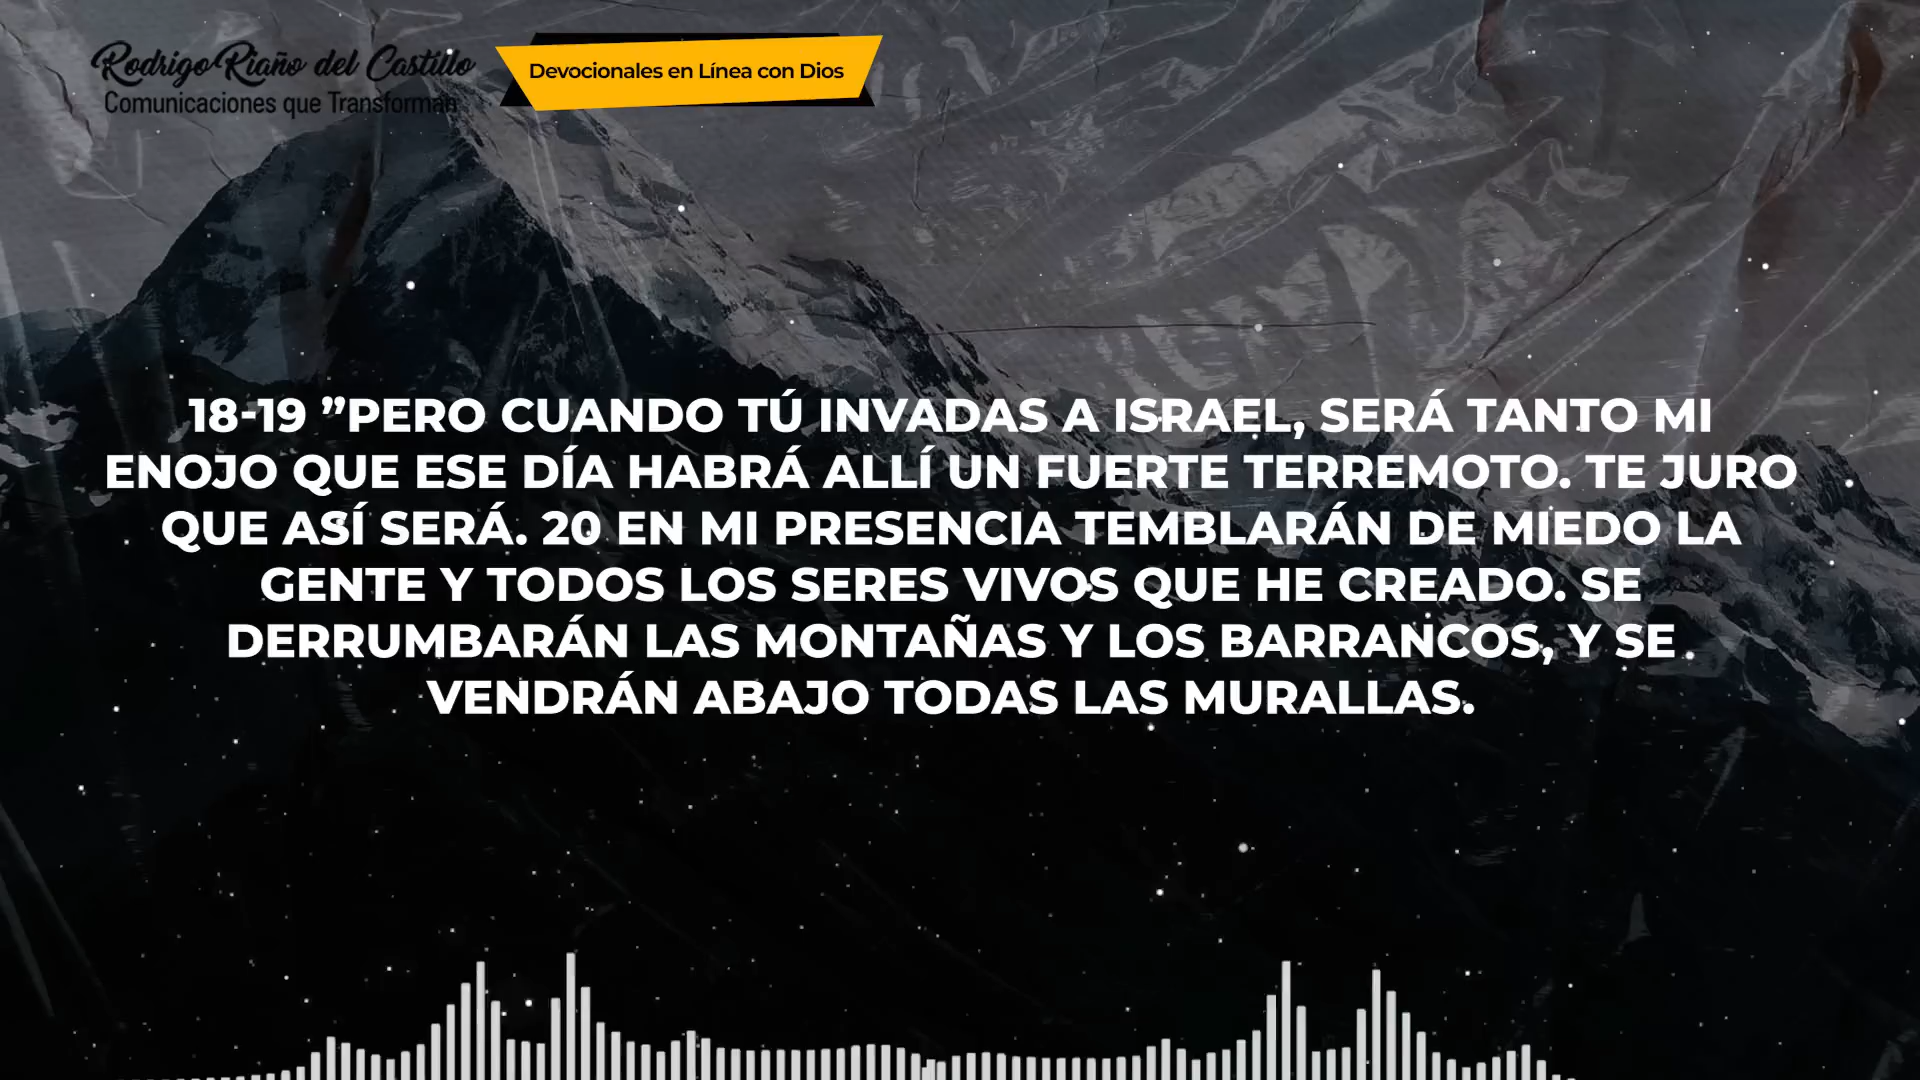 Rodrigo Riaño del Castillo
Comunicaciones que Transforman
Devocionales en Línea con Dios
18-19 ”PERO CUANDO TÚ INVADAS A ISRAEL, SERÁ TANTO MI
ENOJO QUE ESE DÍA HABRÁ ALLÍ UN FUERTE TERREMOTO. TE JURO
QUE ASÍ SERÁ. 20 EN MI PRESENCIA TEMBLARÁN DE MIEDO LA
GENTE Y TODOS LOS SERES VIVOS QUE HE CREADO. SE
DERRUMBARÁN LAS MONTAÑAS Y LOS BARRANCOS, Y SE
VENDRÁN ABAJO TODAS LAS MURALLAS.